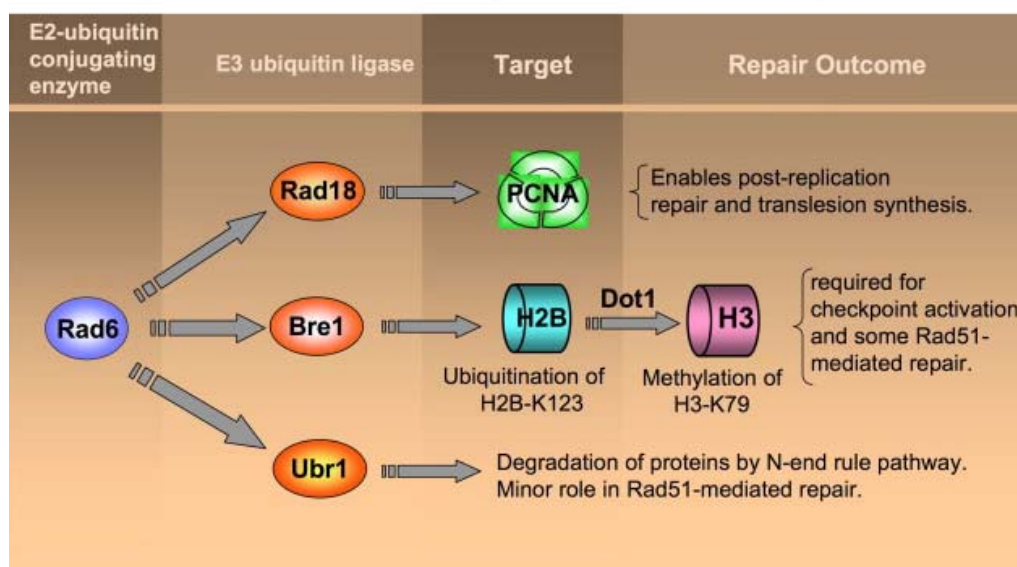 E2-ubiquitin
conjugating
enzyme
E3 ubiquitin ligase
Target
Repair Outcome
Rad18
PCNA
Enables post-replication
repair and translesion synthesis.
Rad6
Bre1
H2B
Dot1
H3
required for
checkpoint activation
and some Rad51-
mediated repair.
Ubiquitination of
H2B-K123
Methylation of
H3-K79
Ubr1
Degradation of proteins by N-end rule pathway.
Minor role in Rad51-mediated repair.